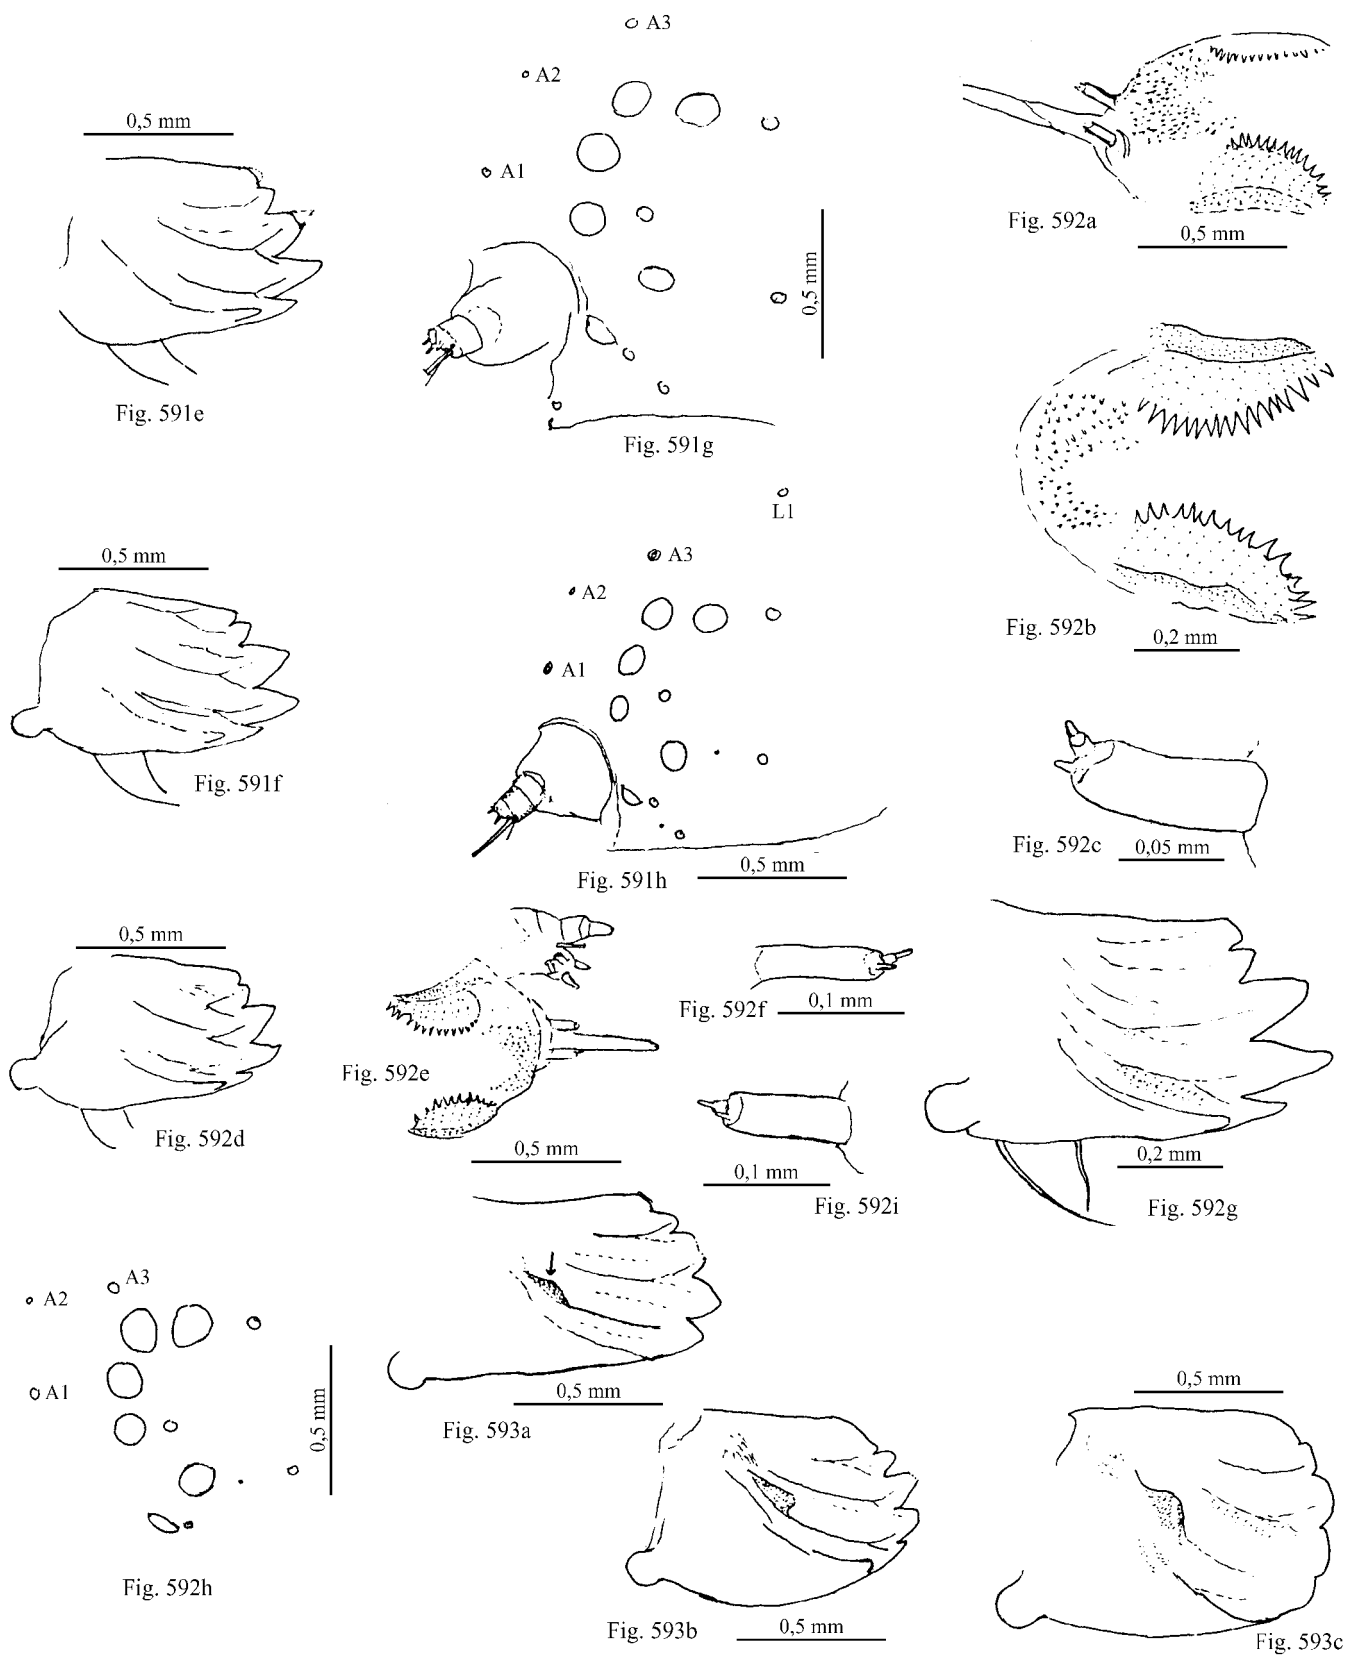 A3
A2
0,5 mm
A1
Fig. 592a
0,5 mm
0,5 mm
Fig. 591e
Fig. 591g
L1
0,5 mm
A3
A2
Fig. 592b
0,2 mm
A1
Fig. 591f
Fig. 592c
0,05 mm
0,5 mm
Fig. 591h
0,5 mm
Fig. 592f
0,1 mm
Fig. 592e
Fig. 592d
0,5 mm
0,1 mm
0,2 mm
Fig. 592i
Fig. 592g
A3
A2
A1
0,5 mm
0,5 mm
0,5 mm
Fig. 593a
Fig. 592h
Fig. 593b
0,5 mm
Fig. 593c